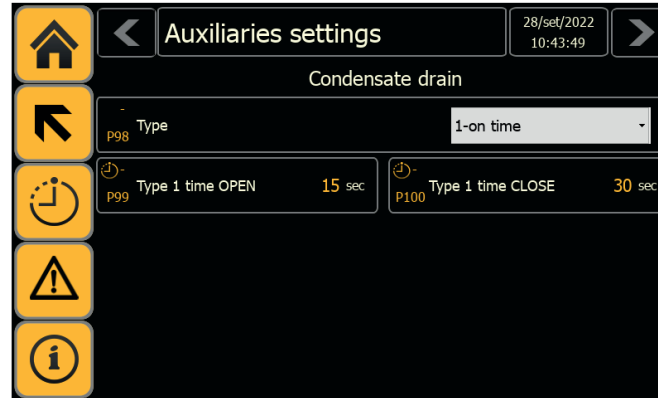 Auxiliaries settings
28/set/2022
10:43:49
Condensate drain
-
P98 Type 1-on time
-
P99 Type 1 time OPEN 15 sec
-
P100 Type 1 time CLOSE 30 sec
i